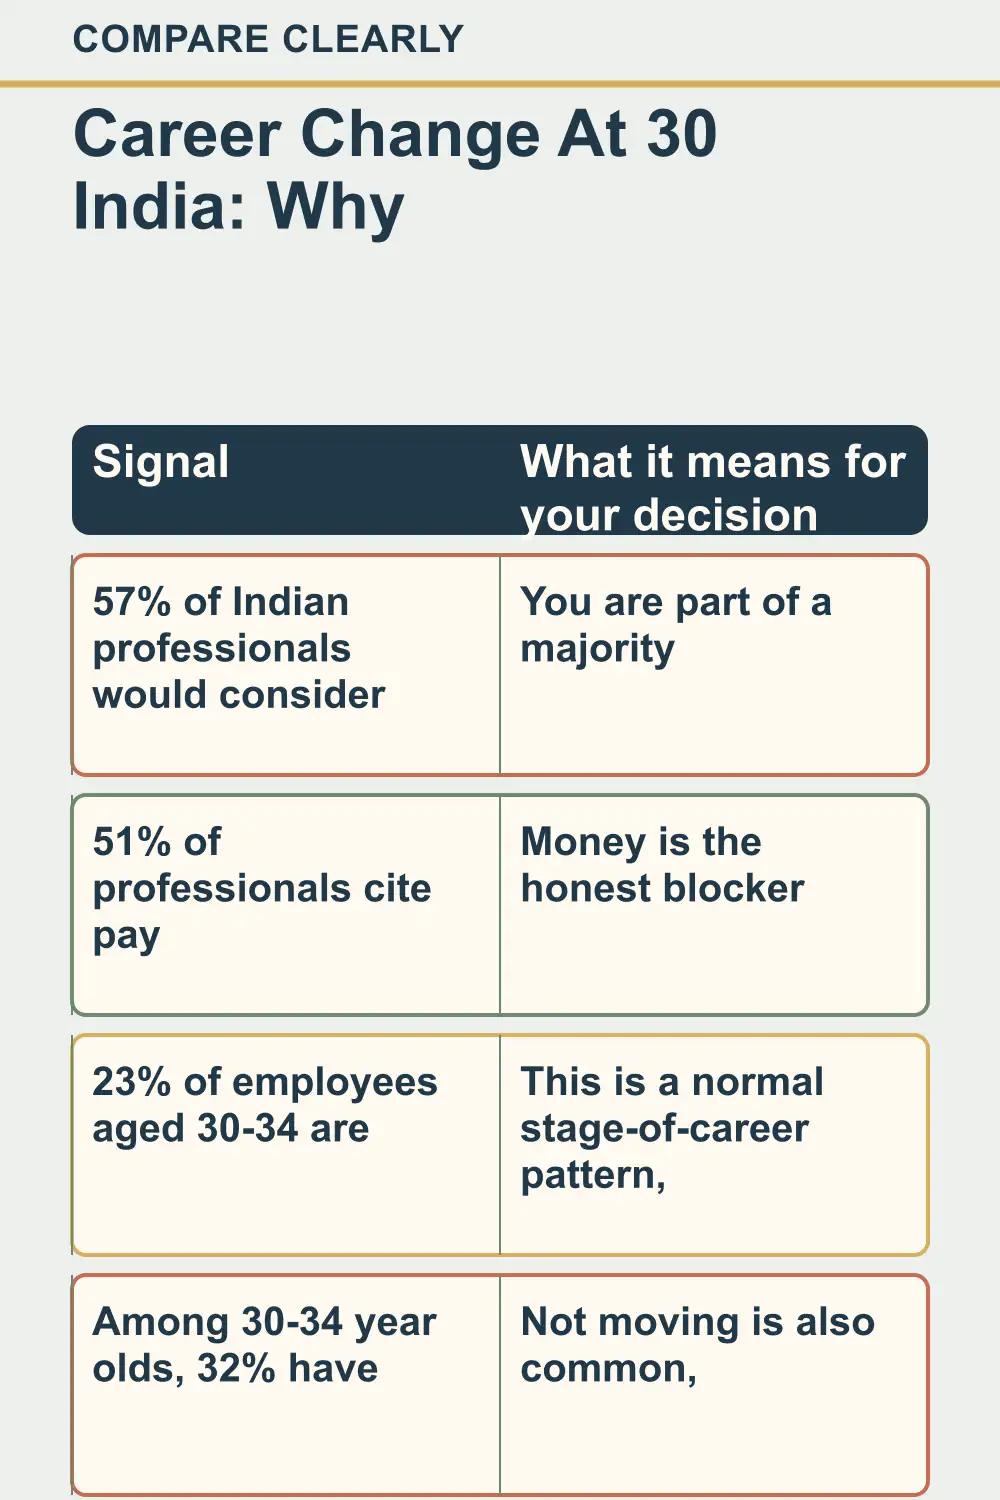 COMPARE CLEARLY
Career Change At 30
India: Why
Signal
What it means for
your decision
57% of Indian
professionals
would consider
You are part of a
majority
51% of
professionals cite
pay
Money is the
honest blocker
23% of employees
aged 30-34 are
This is a normal
stage-of-career
pattern,
Among 30-34 year
olds, 32% have
Not moving is also
common,